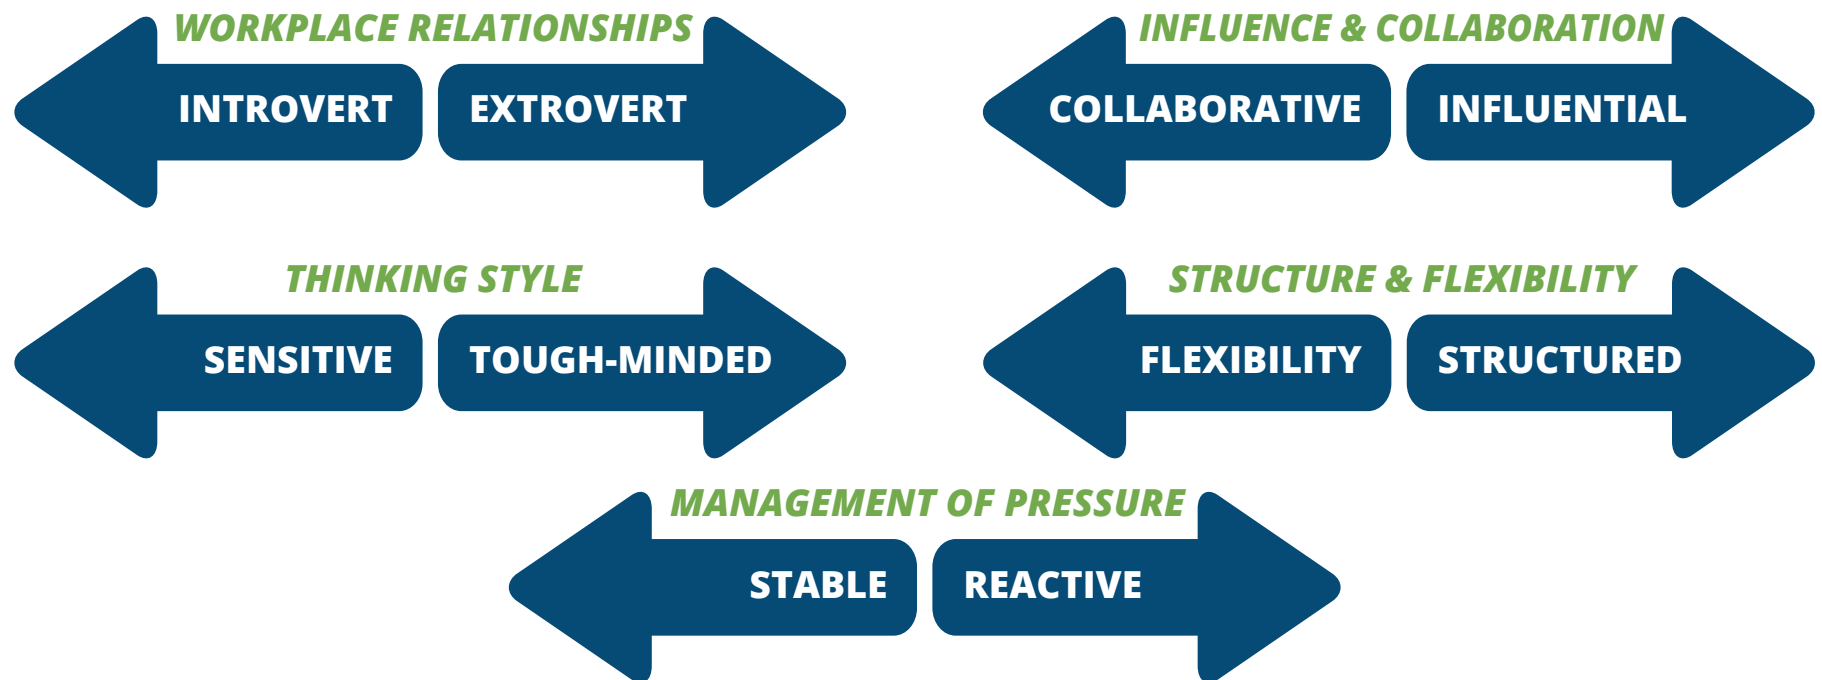 WORKPLACE RELATIONSHIPS
INTROVERT EXTROVERT
INFLUENCE & COLLABORATION
COLLABORATIVE INFLUENTIAL
THINKING STYLE
SENSITIVE TOUGH-MINDED
STRUCTURE & FLEXIBILITY
FLEXIBILITY STRUCTURED
MANAGEMENT OF PRESSURE
STABLE REACTIVE